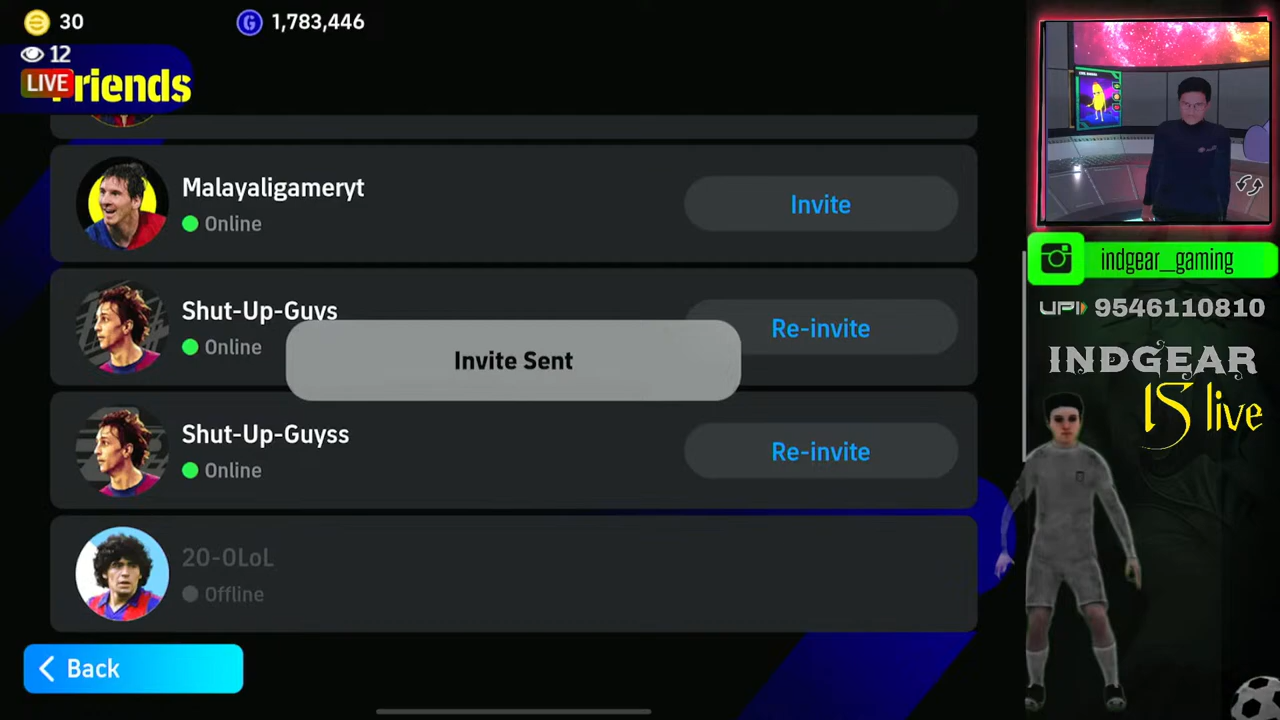 30
1,783,446
12
LIVE
Friends
Malayaligameryt
Online
Invite
Shut-Up-Guys
Online
Re-invite
Invite Sent
Shut-Up-Guyss
Online
Re-invite
20-0LoL
Offline
Back
indgear_gaming
UPI 9546110810
INDGEAR
IS live